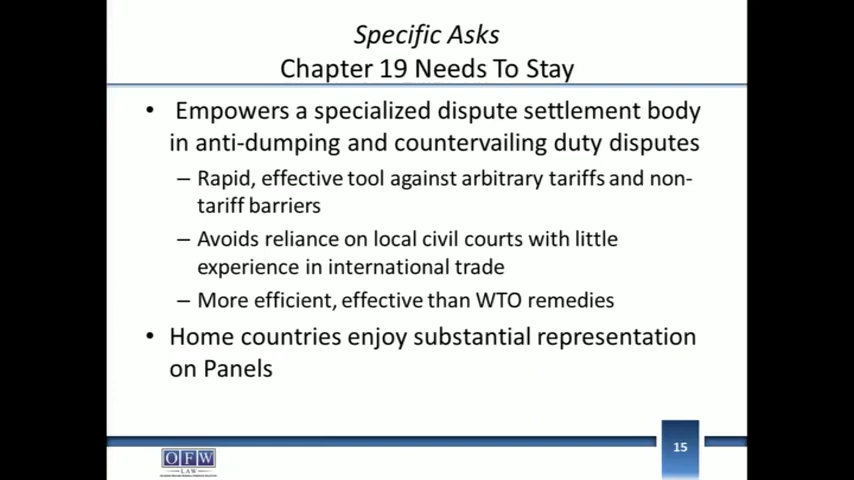 Specific Asks
Chapter 19 Needs To Stay
• Empowers a specialized dispute settlement body
in anti-dumping and countervailing duty disputes
– Rapid, effective tool against arbitrary tariffs and non-
tariff barriers
– Avoids reliance on local civil courts with little
experience in international trade
– More efficient, effective than WTO remedies
• Home countries enjoy substantial representation
on Panels
15
OFW
LAW